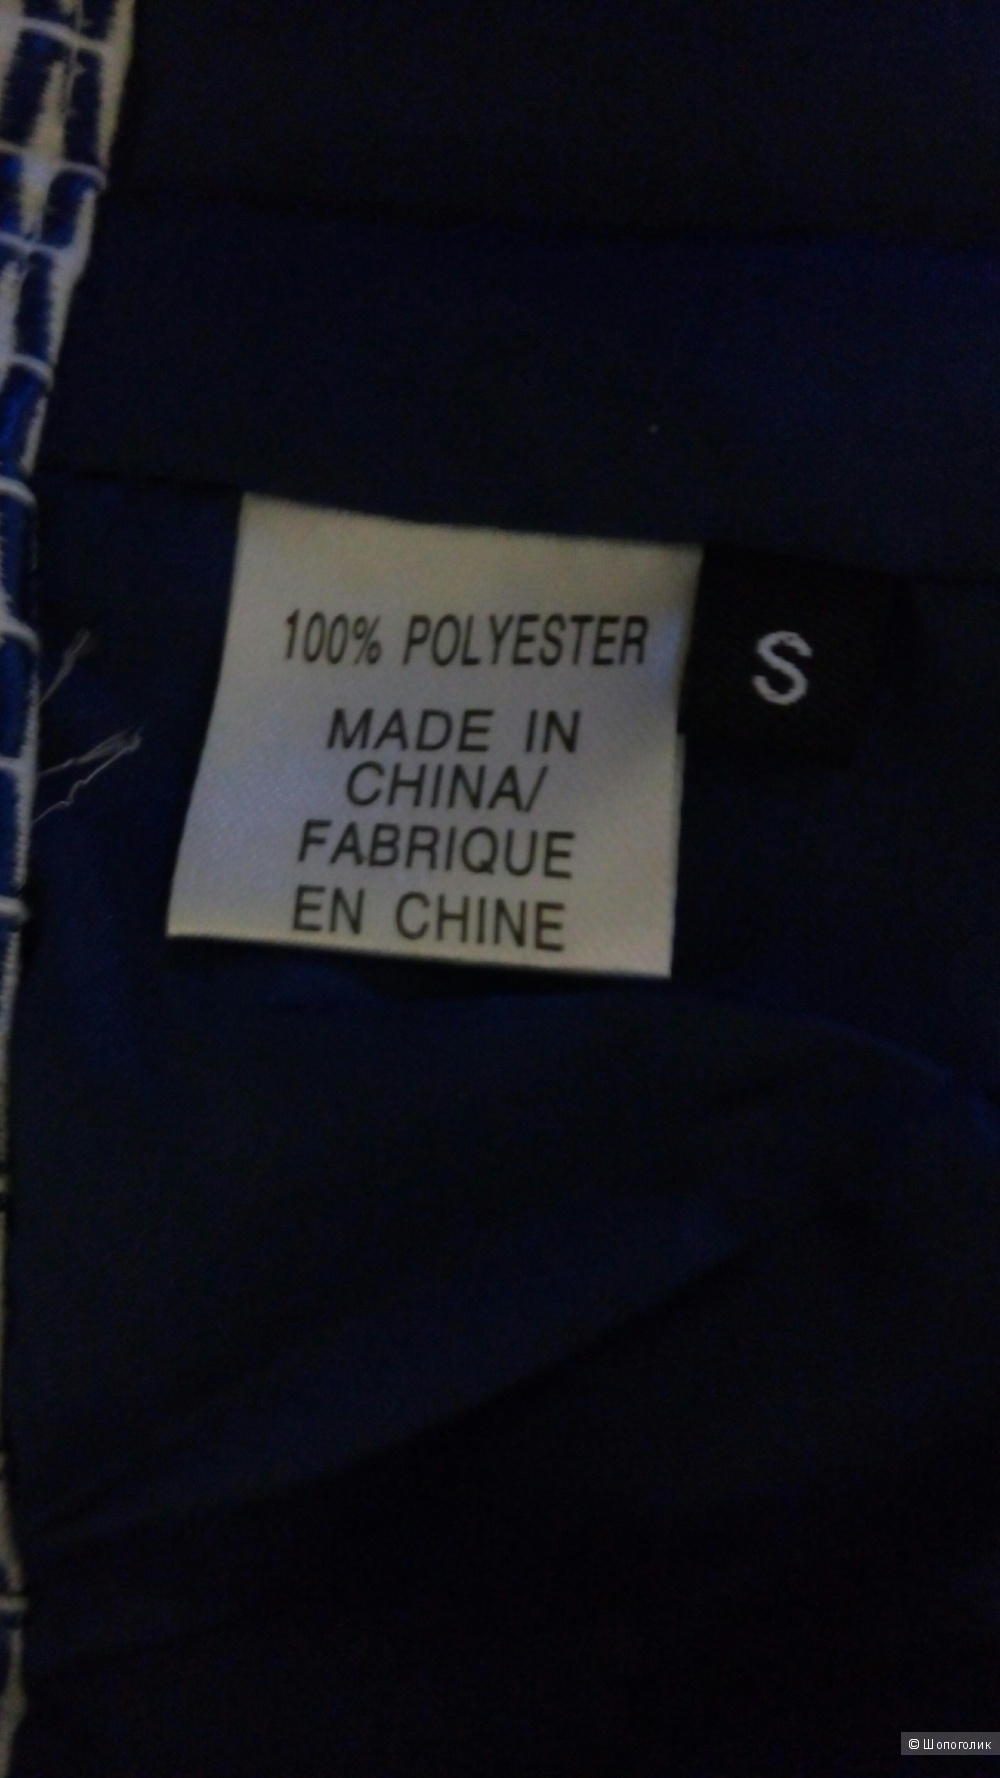 100% POLYESTER
S
MADE IN
CHINA/
FABRIQUE
EN CHINE
© Шопоголик